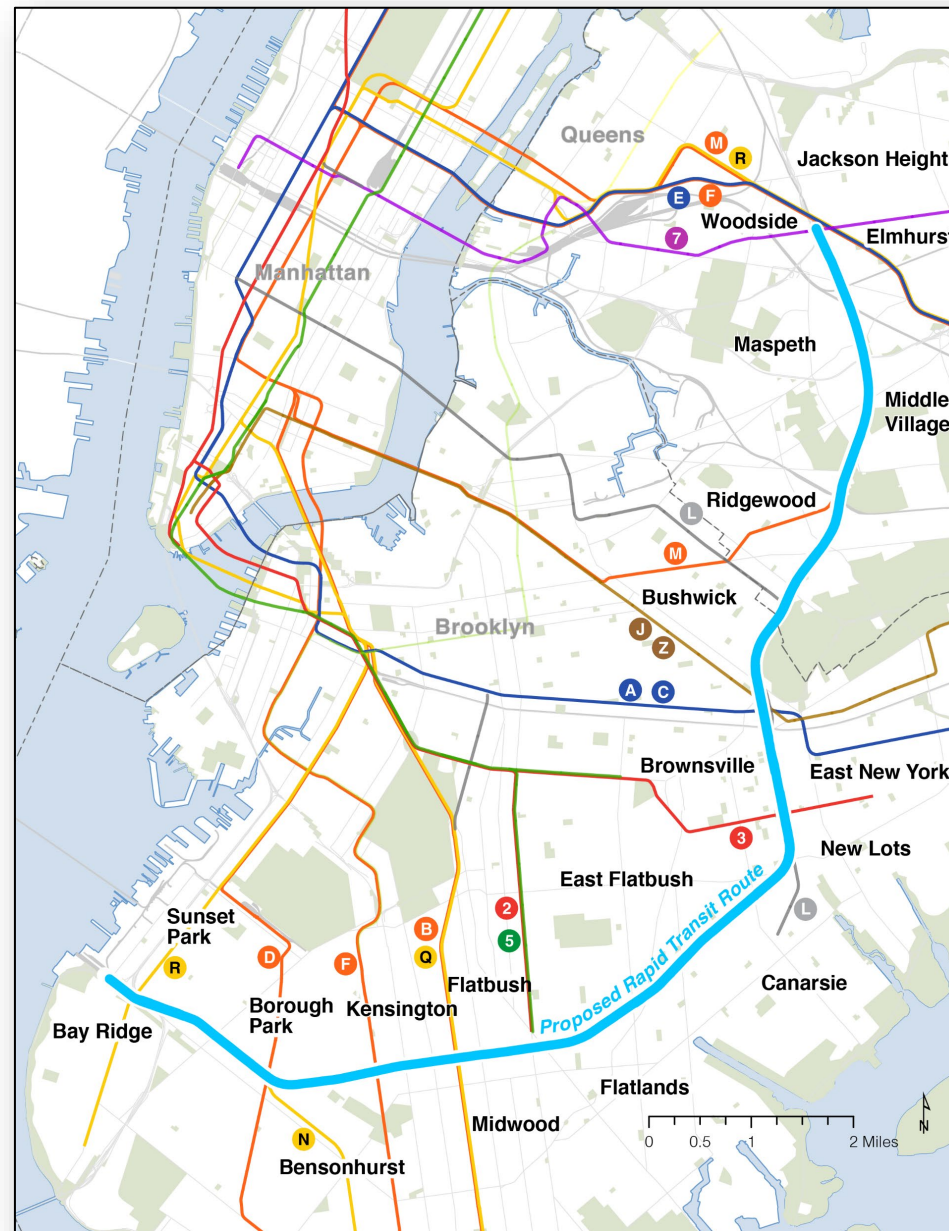 Queens
M
R
Jackson Height
E
F
Woodside
7
Elmhurst
Manhattan
Maspeth
Middle
Village
Ridgewood
L
M
Bushwick
Brooklyn
J
Z
A
C
Brownsville
East New York
3
New Lots
East Flatbush
Proposed Rapid Transit Route
2
L
Sunset
Park
B
5
D
F
R
Q
Canarsie
Flatbush
Borough
Park
Kensington
Bay Ridge
Flatlands
N
Midwood
0 0.5 1 2 Miles
N
Bensonhurst